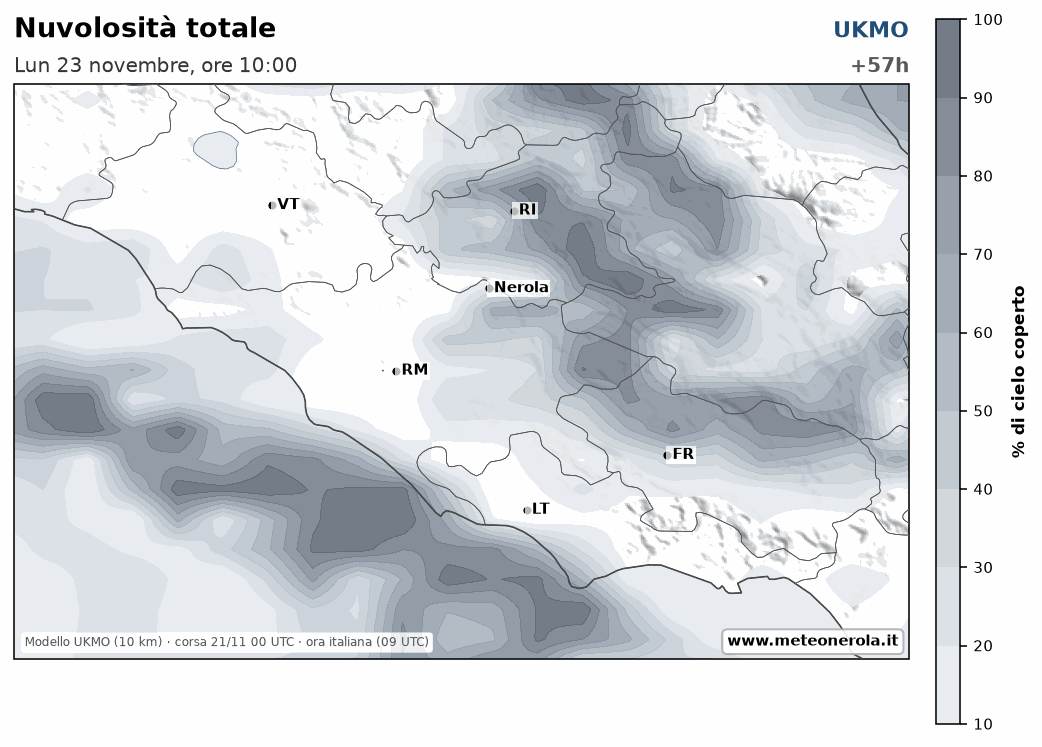 Nuvolosità totale
UKMO
Lun 23 novembre, ore 10:00
+57h
VT
RI
Nerola
RM
FR
LT
Modello UKMO (10 km) · corsa 21/11 00 UTC · ora italiana (09 UTC)
www.meteonerola.it
100
90
80
70
60
50
40
30
20
10
% di cielo coperto